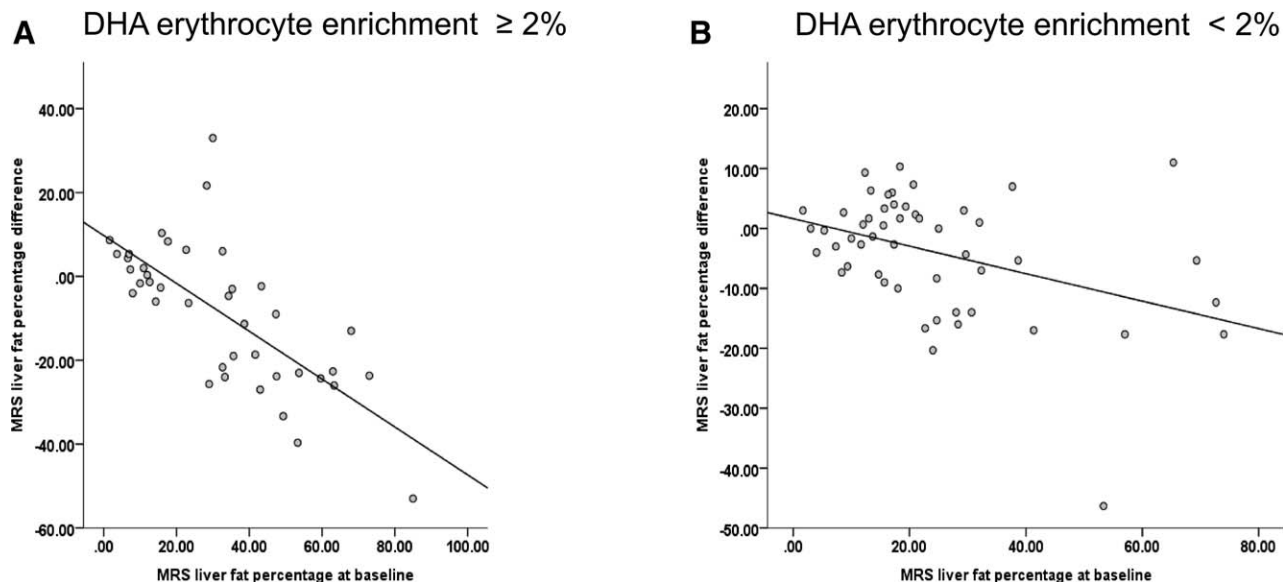 A DHA erythrocyte enrichment ≥ 2%
MRS liver fat percentage difference
40.00
20.00
.00
-20.00
-40.00
-60.00
.00 20.00 40.00 60.00 80.00 100.00
MRS liver fat percentage at baseline
B DHA erythrocyte enrichment < 2%
MRS liver fat percentage difference
20.00
10.00
.00
-10.00
-20.00
-30.00
-40.00
-50.00
.00 20.00 40.00 60.00 80.00
MRS liver fat percentage at baseline